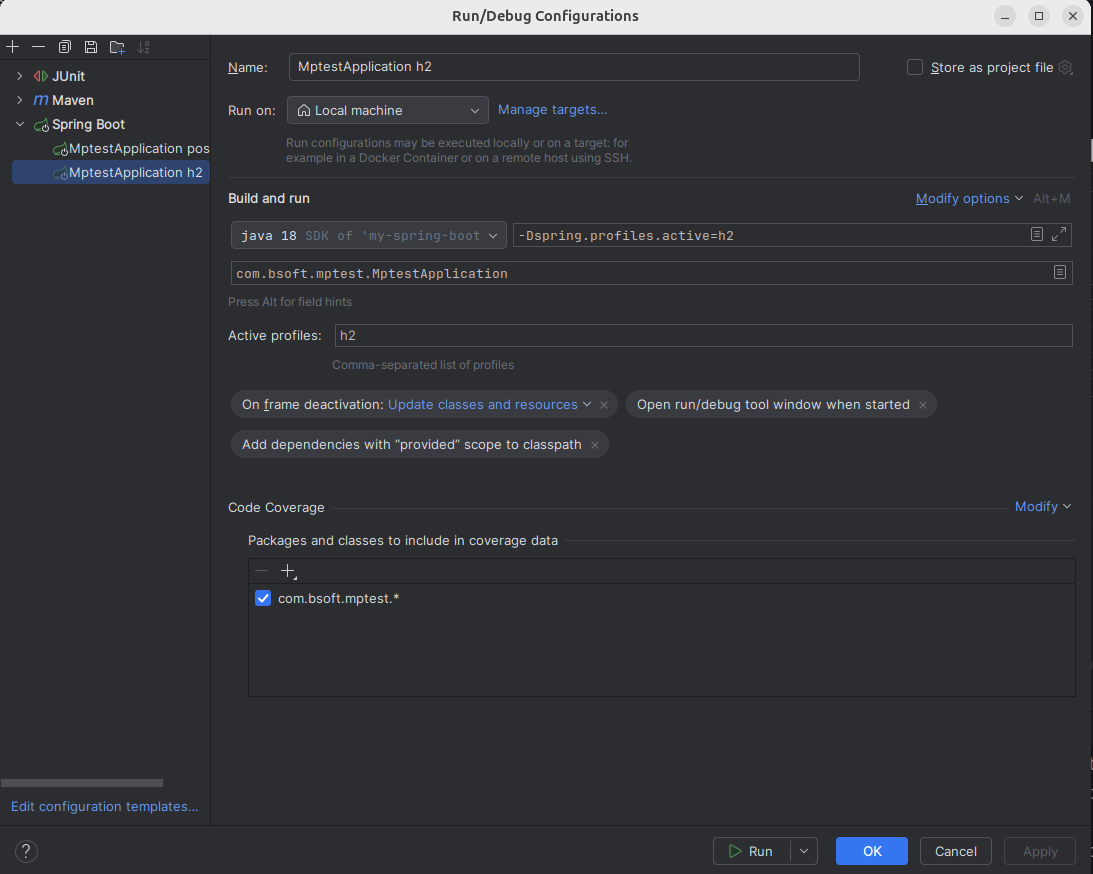 Run/Debug Configurations
JUnit
Maven
Spring Boot
MptestApplication pos
MptestApplication h2
Edit configuration templates...
Name: MptestApplication h2
Store as project file
Run on: Local machine
Manage targets...
Run configurations may be executed locally or on a target: for
example in a Docker Container or on a remote host using SSH.
Build and run
Modify options Alt+M
java 18 SDK of 'my-spring-boot
-Dspring.profiles.active=h2
com.bsoft.mptest.MptestApplication
Press Alt for field hints
Active profiles: h2
Comma-separated list of profiles
On frame deactivation: Update classes and resources
Open run/debug tool window when started
Add dependencies with “provided” scope to classpath
Code Coverage
Modify
Packages and classes to include in coverage data
com.bsoft.mptest.*
? Run OK Cancel Apply